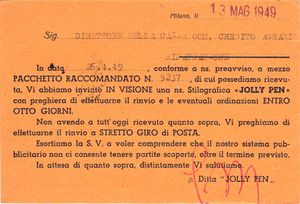 Milano, li 13 MAG 1949
Sig. DIRETTORE DELLA CASSA COM. CREDITO AGRARIO
In data 26.4.49, conforme a ns. preavviso, a mezzo
PACCHETTO RACCOMANDATO N. 5237, di cui possediamo ricevu-
ta, Vi abbiamo inviato IN VISIONE una ns. Stilografica «JOLLY PEN»
con preghiera di effettuarne il rinvio e le eventuali ordinazioni ENTRO
OTTO GIORNI.
Non avendo a tutt'oggi ricevuto quanto sopra, Vi preghiamo di
effettuarne il rinvio a STRETTO GIRO di POSTA.
Esortiamo la S. V. a voler comprendere che il nostro sistema pub-
blicitario non ci consente tenere partite scoperte, oltre il termine previsto.
In attesa di quanto sopra, distintamente Vi salutiamo.
p. Ditta "JOLLY PEN"